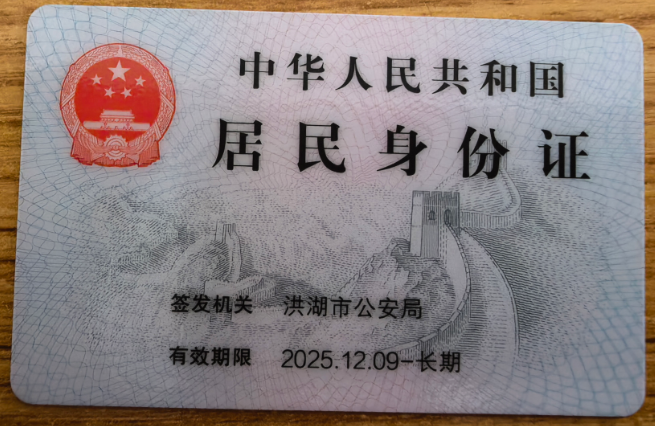 中华人民共和国
居民身份证
签发机关 洪湖市公安局
有效期限 2025.12.09-长期